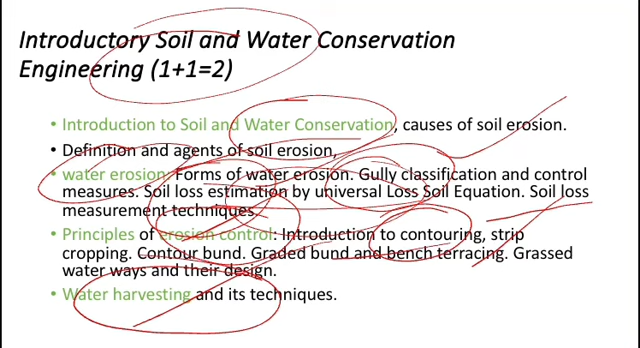 Introductory Soil and Water Conservation
Engineering (1+1=2)
• Introduction to Soil and Water Conservation, causes of soil erosion.
• Definition and agents of soil erosion,
• water erosion: Forms of water erosion. Gully classification and control
measures. Soil loss estimation by universal Loss Soil Equation. Soil loss
measurement techniques.
• Principles of erosion control: Introduction to contouring, strip
cropping. Contour bund. Graded bund and bench terracing. Grassed
water ways and their design.
• Water harvesting and its techniques.